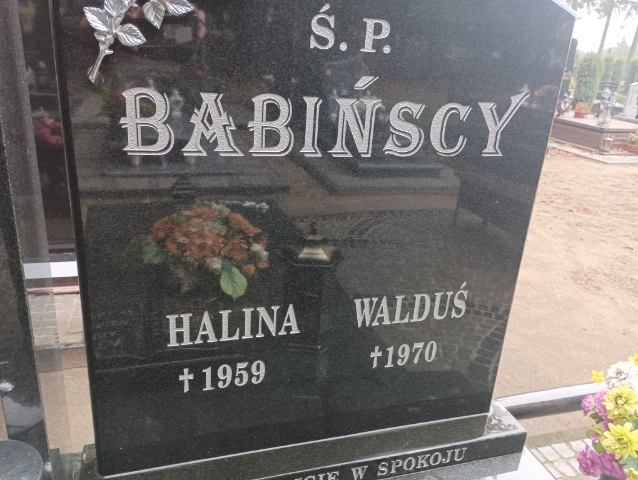 Ś. P.
BABIŃSCY
HALINA WALDUŚ
†1959 †1970
W SPOKOJU